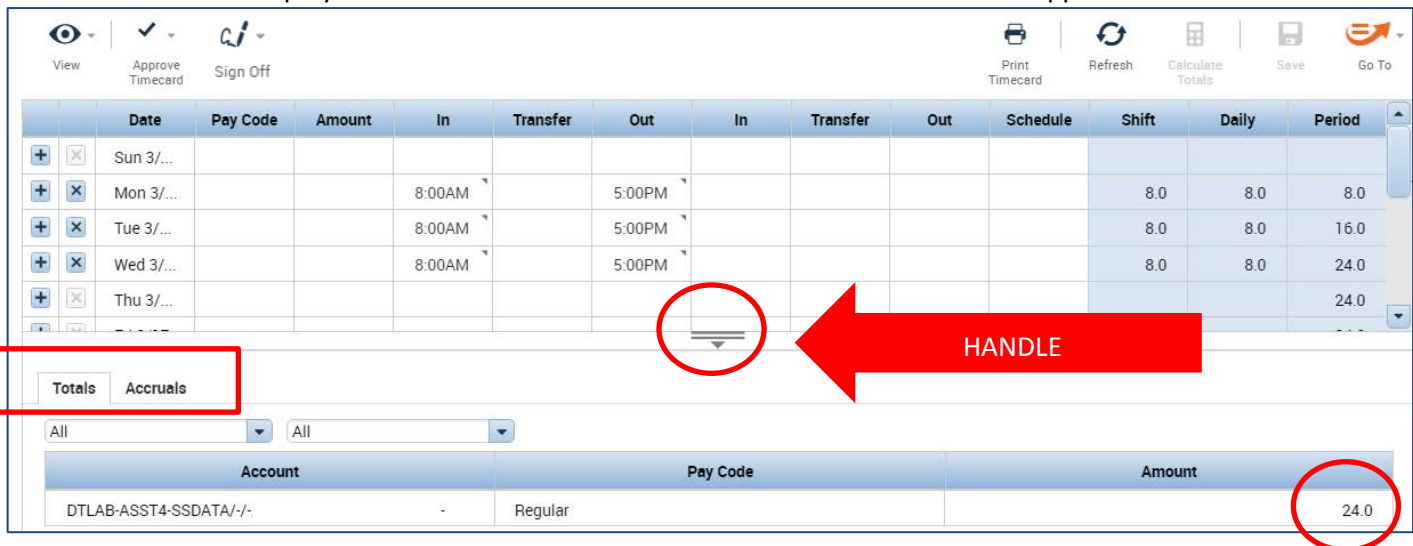 View Approve Timecard Sign Off Print Timecard Refresh Calculate Totals Save Go To
Date Pay Code Amount In Transfer Out In Transfer Out Schedule Shift Daily Period
Sun 3/...
Mon 3/... 8:00AM 5:00PM 8.0 8.0 8.0
Tue 3/... 8:00AM 5:00PM 8.0 8.0 16.0
Wed 3/... 8:00AM 5:00PM 8.0 8.0 24.0
Thu 3/... 24.0
HANDLE
Totals Accruals
All All
Account Pay Code Amount
DTLAB-ASST4-SSDATA/-/- - Regular 24.0